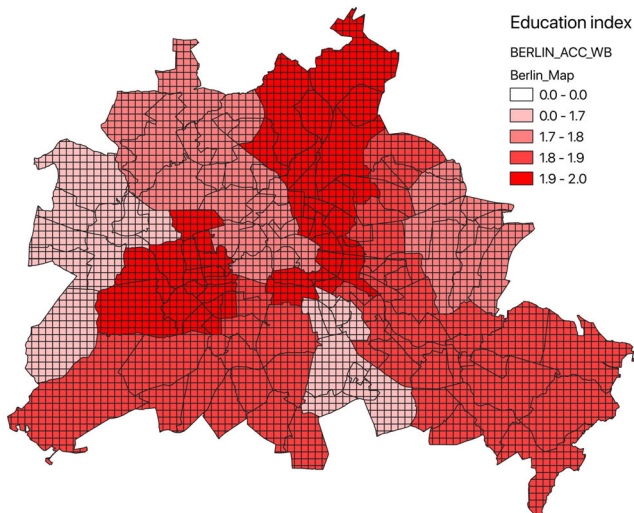 Education index
BERLIN_ACC_WB
Berlin_Map
0.0 - 0.0
0.0 - 1.7
1.7 - 1.8
1.8 - 1.9
1.9 - 2.0